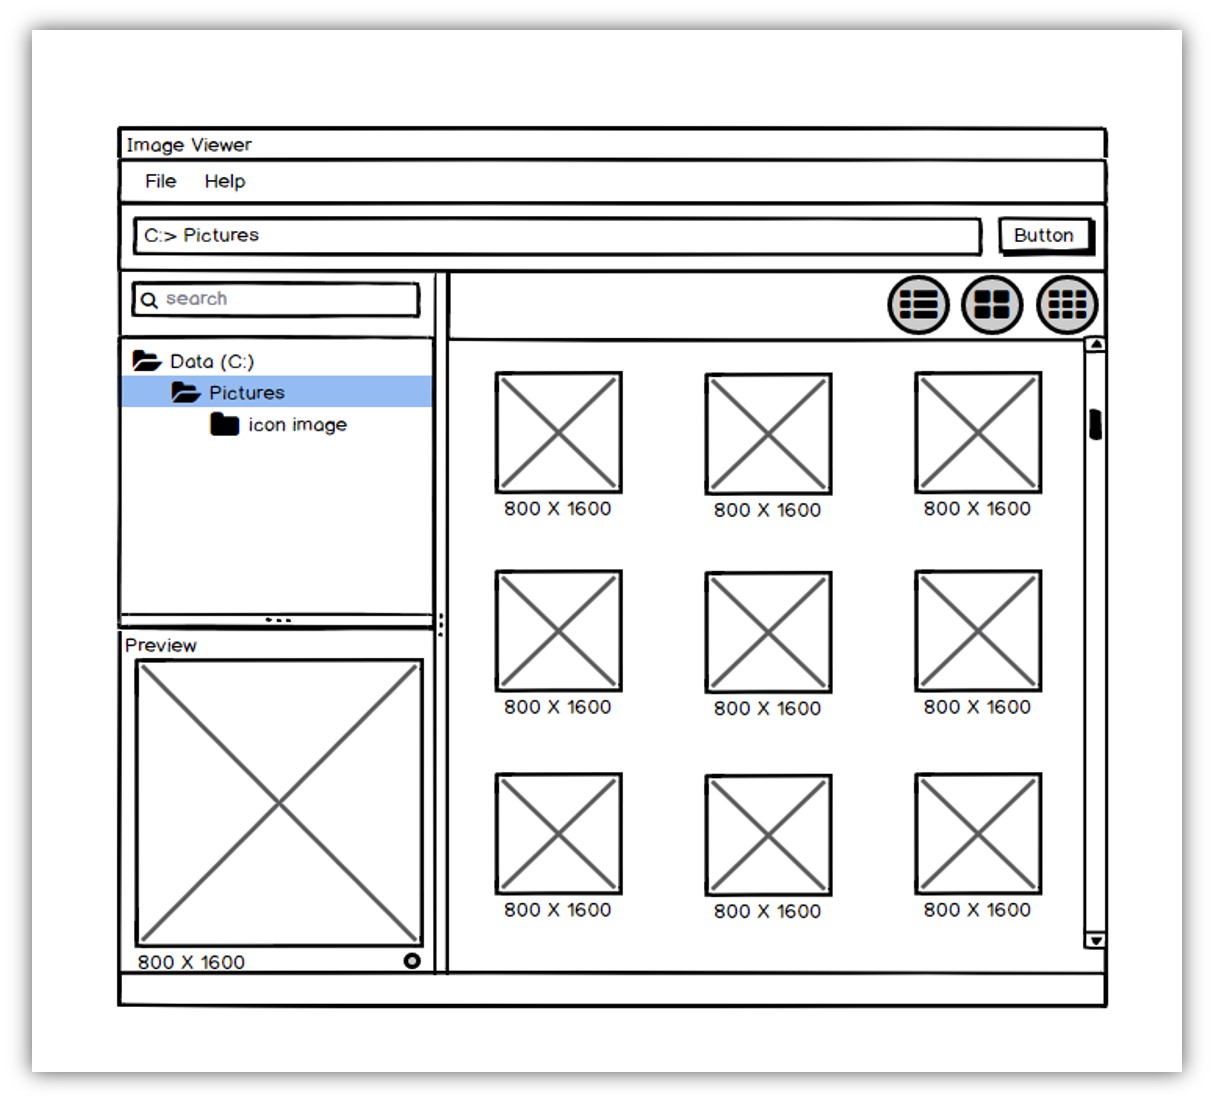 Image Viewer
File Help
C:> Pictures
Button
search
Data (C:)
Pictures
icon image
Preview
800 X 1600
800 X 1600 800 X 1600 800 X 1600
800 X 1600 800 X 1600 800 X 1600
800 X 1600 800 X 1600 800 X 1600